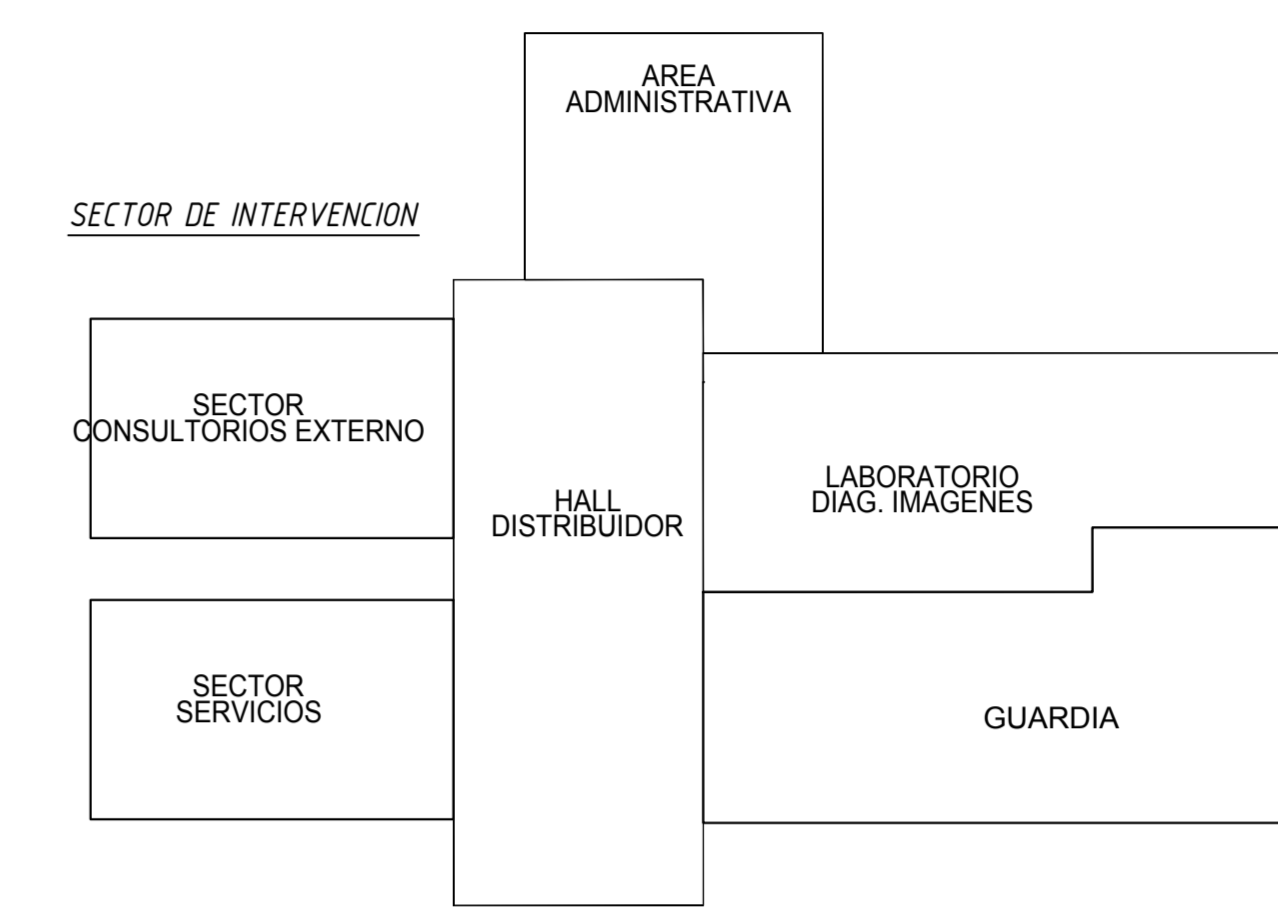 AREA
ADMINISTRATIVA
SECTOR DE INTERVENCION
SECTOR
CONSULTORIOS EXTERNO
LABORATORIO
DIAG. IMAGENES
HALL
DISTRIBUIDOR
SECTOR
SERVICIOS
GUARDIA